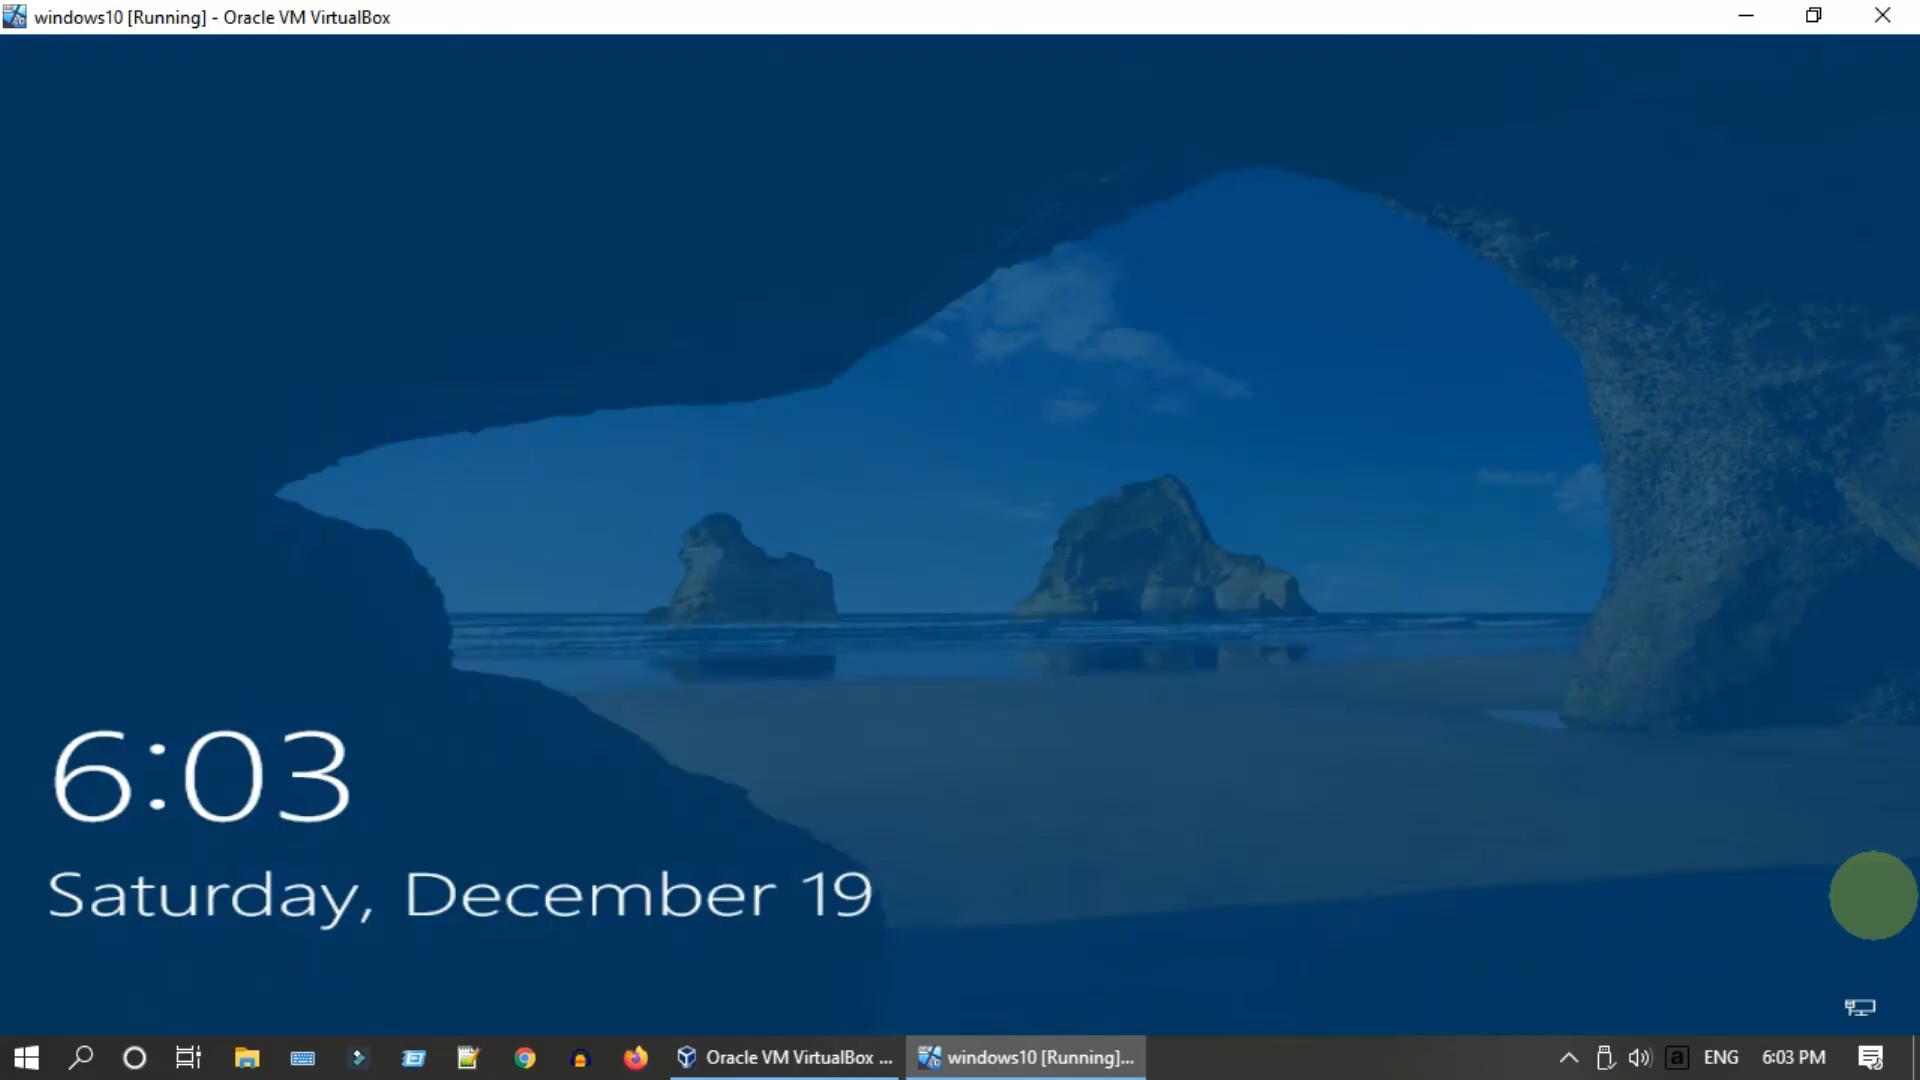 windows10 [Running] - Oracle VM VirtualBox
6:03
Saturday, December 19
Oracle VM VirtualBox ...
windows10 [Running]...
a
ENG
6:03 PM